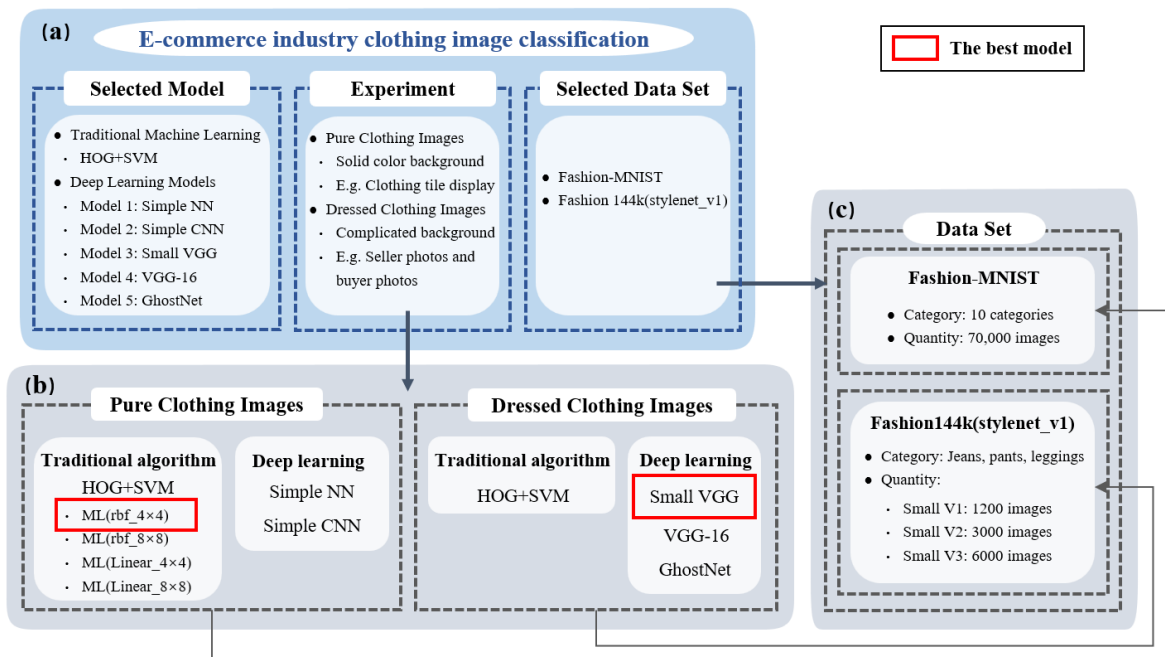 (a)
E-commerce industry clothing image classification
The best model
Selected Model
● Traditional Machine Learning
· HOG+SVM
● Deep Learning Models
· Model 1: Simple NN
· Model 2: Simple CNN
· Model 3: Small VGG
· Model 4: VGG-16
· Model 5: GhostNet
Experiment
● Pure Clothing Images
· Solid color background
· E.g. Clothing tile display
● Dressed Clothing Images
· Complicated background
· E.g. Seller photos and
buyer photos
Selected Data Set
● Fashion-MNIST
● Fashion 144k(stylenet_v1)
(b)
Pure Clothing Images
Traditional algorithm
HOG+SVM
· ML(rbf_4×4)
· ML(rbf_8×8)
· ML(Linear_4×4)
· ML(Linear_8×8)
Deep learning
Simple NN
Simple CNN
Dressed Clothing Images
Traditional algorithm
HOG+SVM
Deep learning
Small VGG
VGG-16
GhostNet
(c)
Data Set
Fashion-MNIST
● Category: 10 categories
● Quantity: 70,000 images
Fashion144k(stylenet_v1)
● Category: Jeans, pants, leggings
● Quantity:
· Small V1: 1200 images
· Small V2: 3000 images
· Small V3: 6000 images